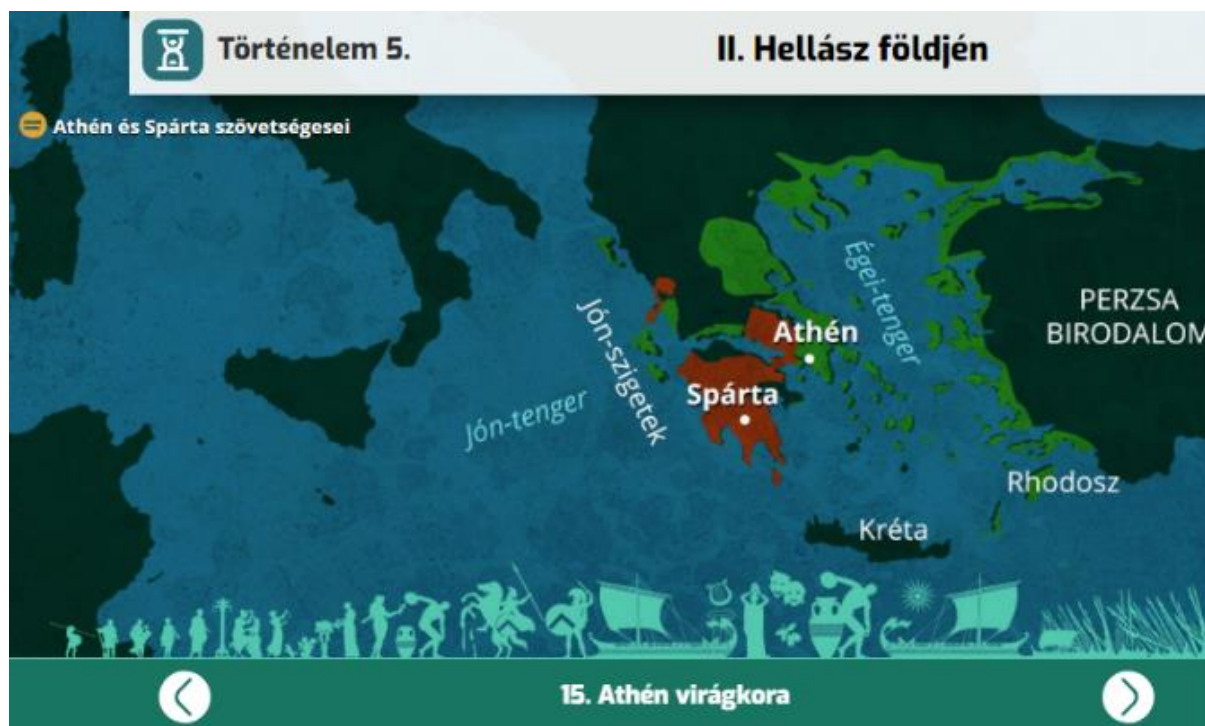 Történelem 5.
II. Hellász földjén
Athén és Spárta szövetségesei
Égei-tenger
PERZSA
BIRODALOM
Jón-szigetek
Athén
Spárta
Jón-tenger
Rhodosz
Kréta
15. Athén virágkora